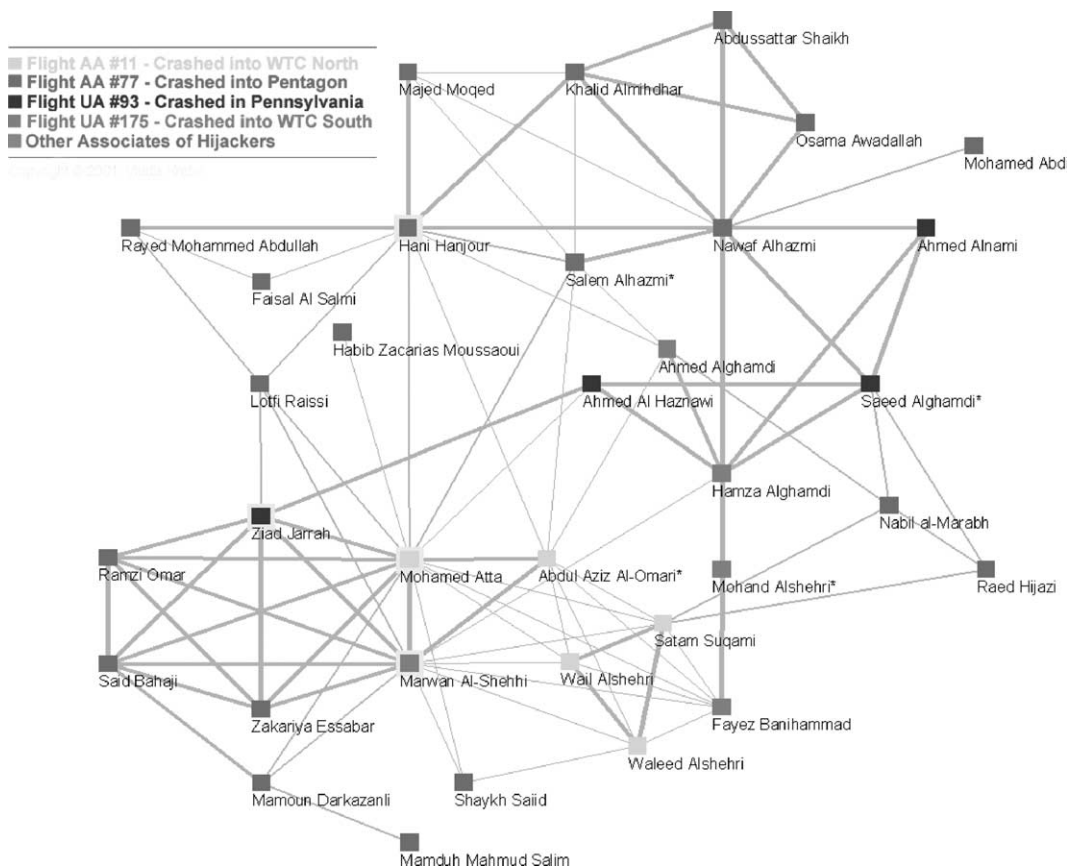 Flight AA #11 - Crashed into WTC North
Flight AA #77 - Crashed into Pentagon
Flight UA #93 - Crashed in Pennsylvania
Flight UA #175 - Crashed into WTC South
Other Associates of Hijackers
Abdussattar Shaikh
Majed Moqed
Khalid Almihdhar
Osama Awadallah
Mohamed Abdi
Rayed Mohammed Abdullah
Hani Hanjour
Nawaf Alhazmi
Ahmed Alnami
Salem Alhazmi*
Faisal Al Salmi
Habib Zacarias Moussaoui
Ahmed Alghamdi
Lotfi Raissi
Ahmed Al Haznawi
Saeed Alghamdi*
Hamza Alghamdi
Nabil al-Marabh
Ziad Jarrah
Ramzi Omar
Mohamed Atta
Abdul Aziz Al-Omari*
Mohand Alshehri*
Raed Hijazi
Satam Suqami
Said Bahaji
Marwan Al-Shehhi
Wail Alshehri
Zakariya Essabar
Fayez Banihammad
Waleed Alshehri
Mamoun Darkazanli
Shaykh Saiid
Mamduh Mahmud Salim